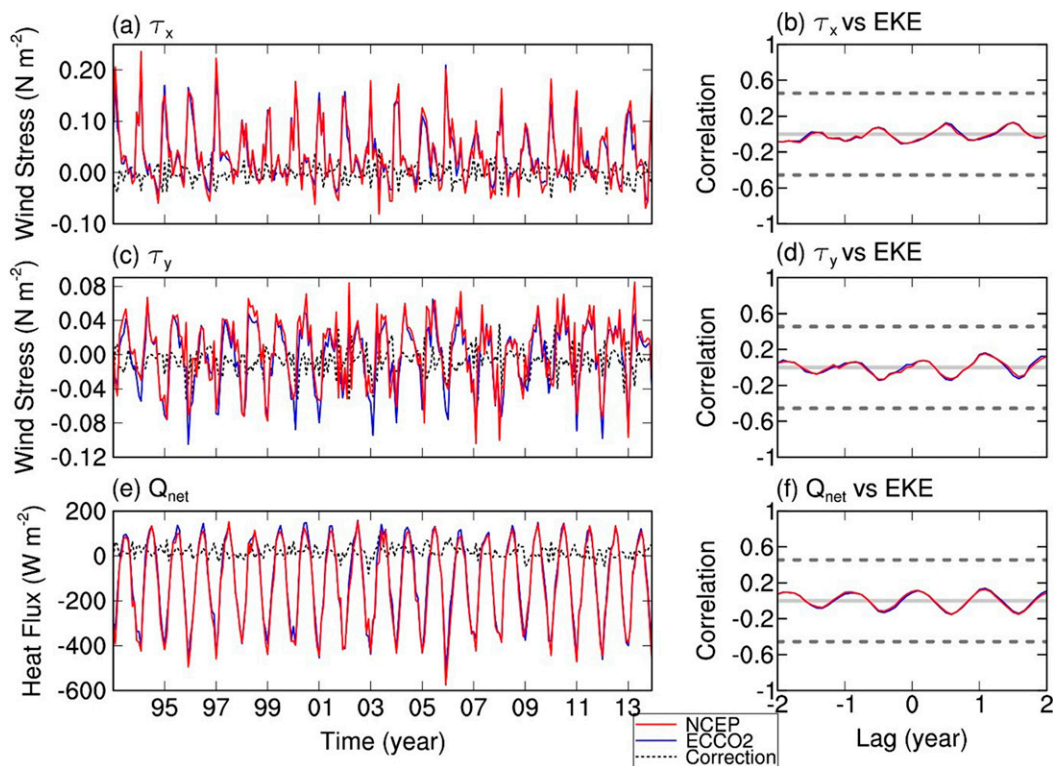 (a) τx
(b) τx vs EKE
Wind Stress (N m-2)
0.20
0.10
0.00
-0.10
Correlation
1
0.6
0.2
-0.2
-0.6
-1
(c) τy
(d) τy vs EKE
Wind Stress (N m-2)
0.08
0.04
0.00
-0.04
-0.08
-0.12
Correlation
1
0.6
0.2
-0.2
-0.6
-1
(e) Qnet
(f) Qnet vs EKE
Heat Flux (W m-2)
200
0
-200
-400
-600
Correlation
1
0.6
0.2
-0.2
-0.6
-1
95 97 99 01 03 05 07 09 11 13
-2 -1 0 1 2
Time (year)
NCEP
ECCO2
Correction
Lag (year)